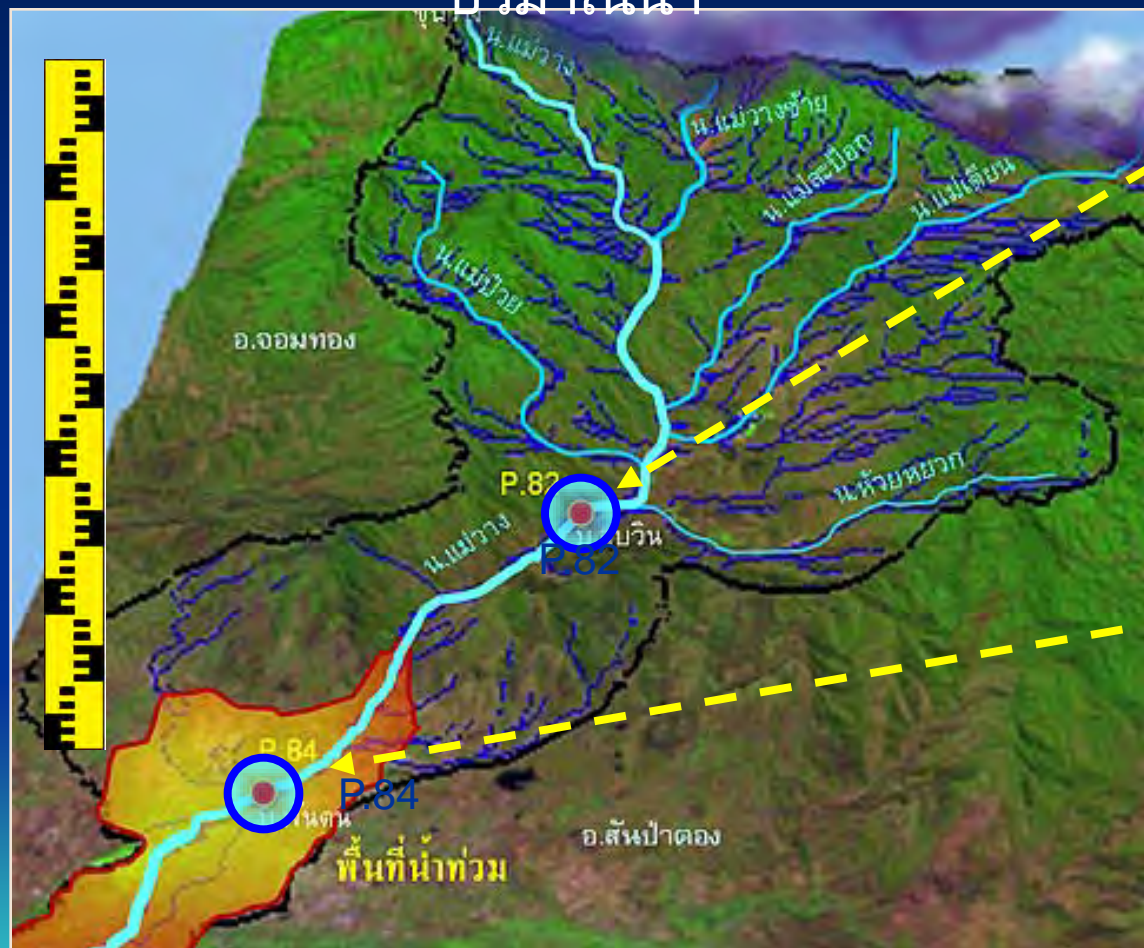 น.แม่วาง
น.แม่วางซ้าย
น.แม่สะป๊อก
น.แม่เตียน
น.แม่ป๋วย
อ.จอมทอง
น.ห้วยหยวก
P.82
น.แม่วาง
P.82
P.84
P.84
อ.สันป่าตอง
พื้นที่น้ำท่วม